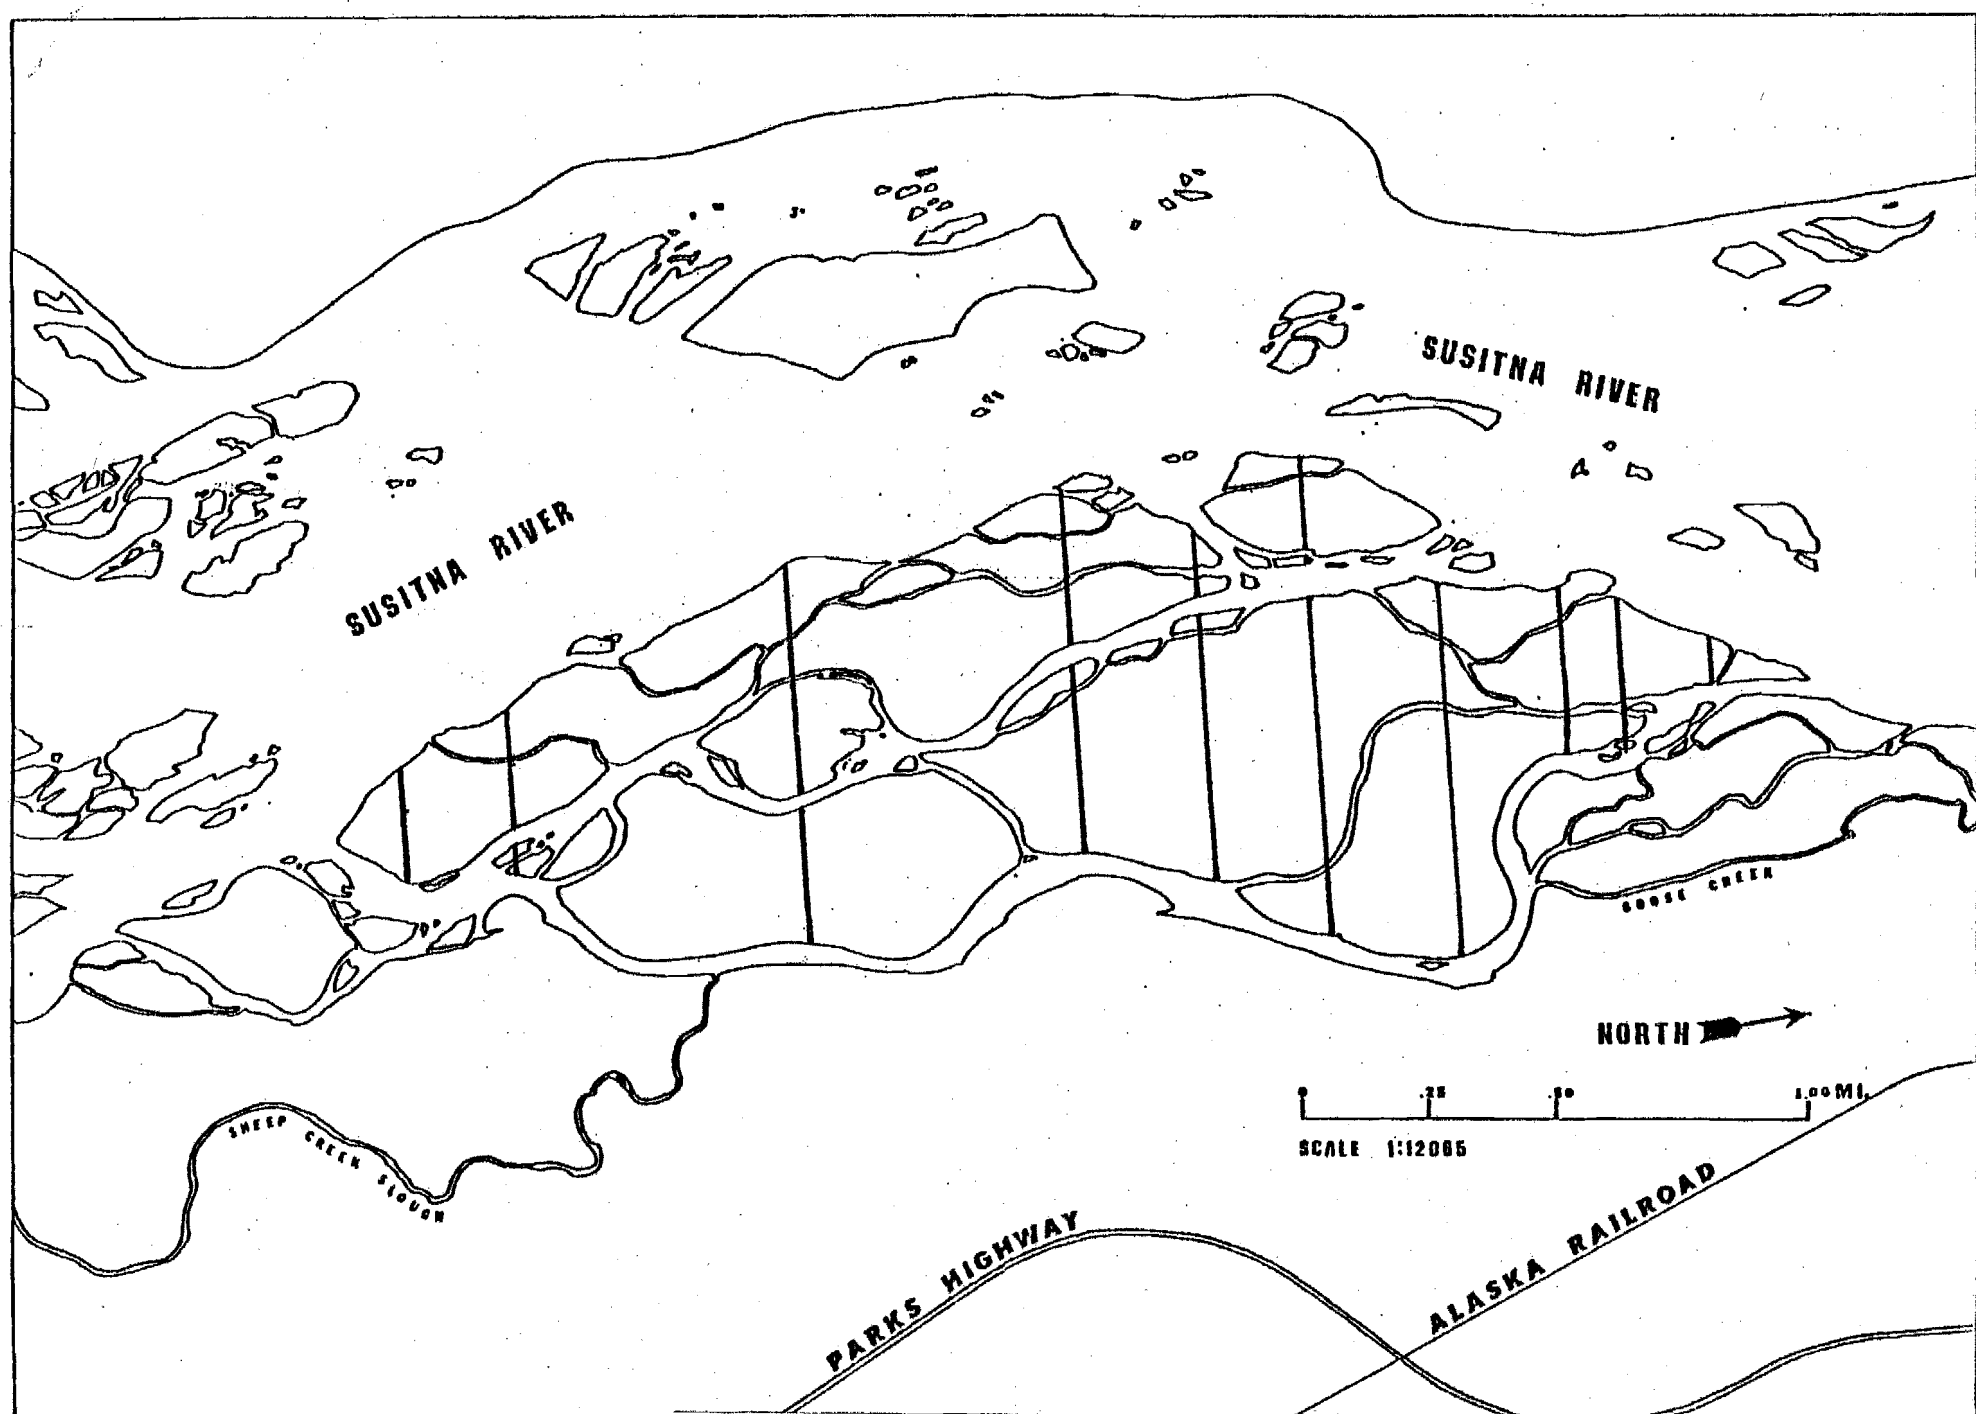 SUSITNA RIVER
SUSITNA RIVER
GOOSE CREEK
NORTH
0 .25 .50 1.00 MI.
SCALE 1:12065
SHEEP CREEK SLOUGH
PARKS HIGHWAY
ALASKA RAILROAD